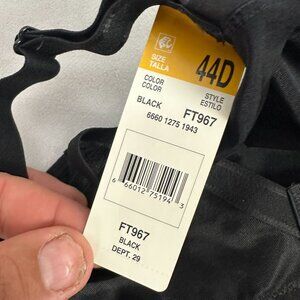 SIZE
TALLA
44D
COLOR
COLOR
STYLE
ESTILO
BLACK
FT967
6660 1275 1943
6 66012 75194 3
FT967
BLACK
DEPT. 29